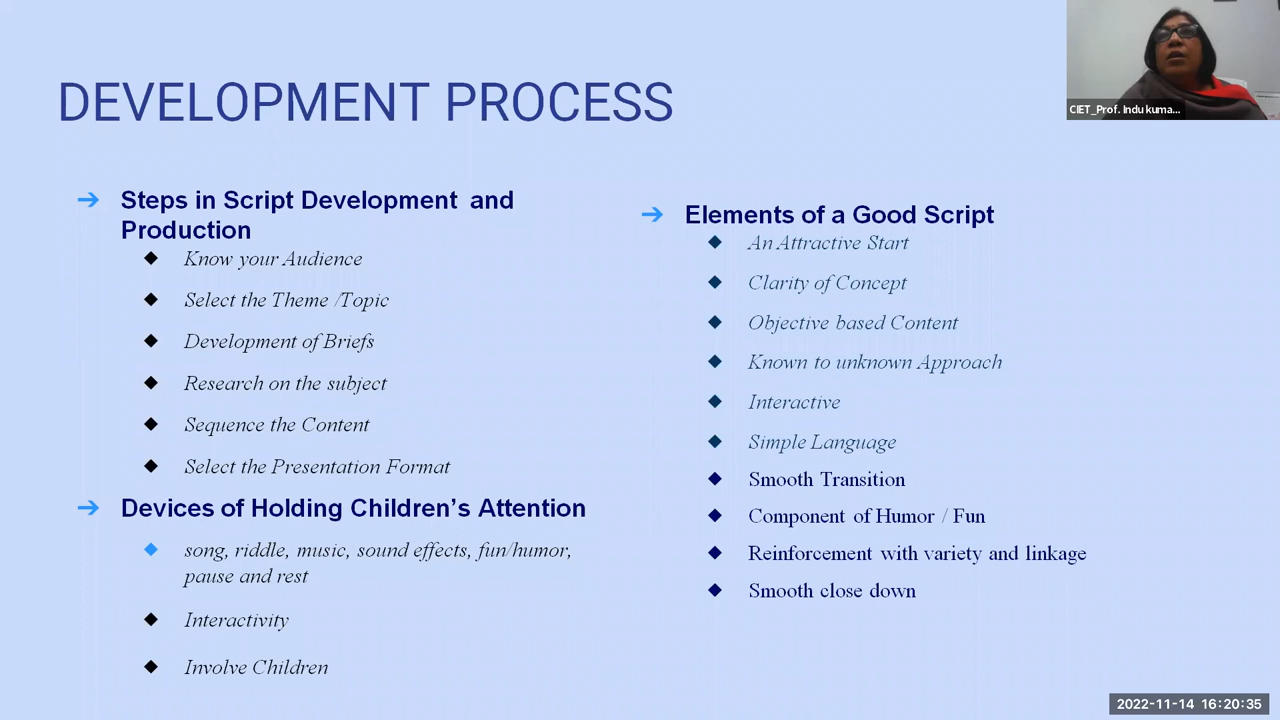 DEVELOPMENT PROCESS
Steps in Script Development and
Production
Know your Audience
Select the Theme /Topic
Development of Briefs
Research on the subject
Sequence the Content
Select the Presentation Format
Devices of Holding Children's Attention
song, riddle, music, sound effects, fun/humor,
pause and rest
Interactivity
Involve Children
Elements of a Good Script
An Attractive Start
Clarity of Concept
Objective based Content
Known to unknown Approach
Interactive
Simple Language
Smooth Transition
Component of Humor / Fun
Reinforcement with variety and linkage
Smooth close down
CIET_Prof. Indu kuma...
2022-11-14 16:20:35